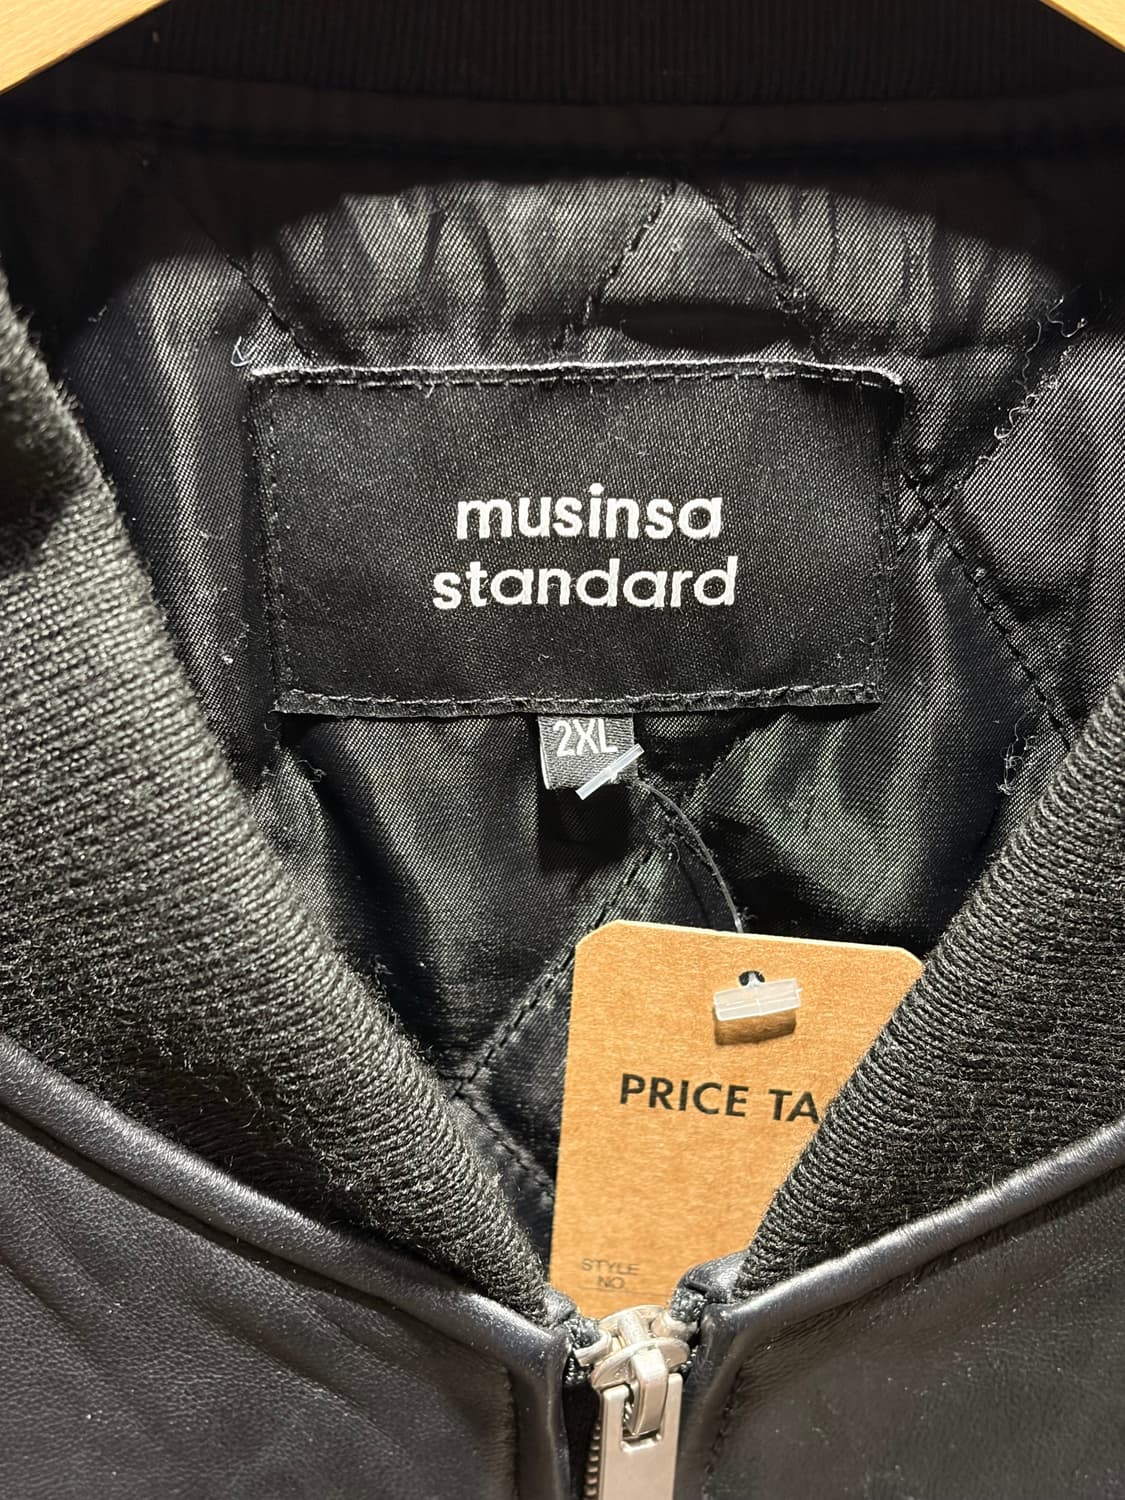 musinsa
standard
2XL
PRICE TA
STYLE
NO.